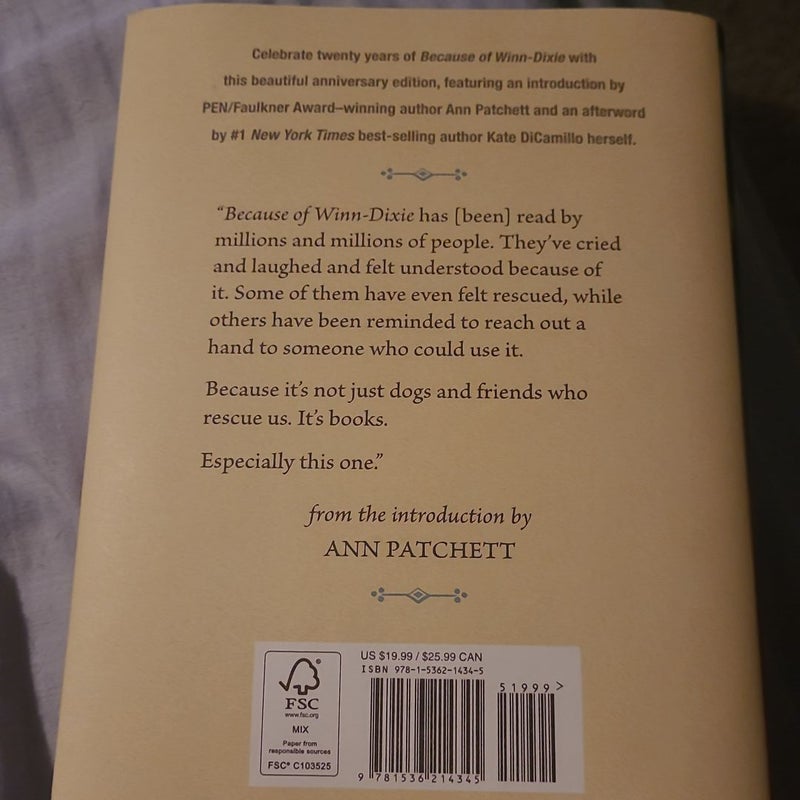 Celebrate twenty years of Because of Winn-Dixie with
this beautiful anniversary edition, featuring an introduction by
PEN/Faulkner Award–winning author Ann Patchett and an afterword
by #1 New York Times best-selling author Kate DiCamillo herself.
“Because of Winn-Dixie has [been] read by
millions and millions of people. They’ve cried
and laughed and felt understood because of
it. Some of them have even felt rescued, while
others have been reminded to reach out a
hand to someone who could use it.
Because it’s not just dogs and friends who
rescue us. It’s books.
Especially this one.”
from the introduction by
ANN PATCHETT
US $19.99 / $25.99 CAN
ISBN 978-1-5362-1434-5
51999>
9 781536 214345
FSC
www.fsc.org
MIX
Paper from
responsible sources
FSC® C103525